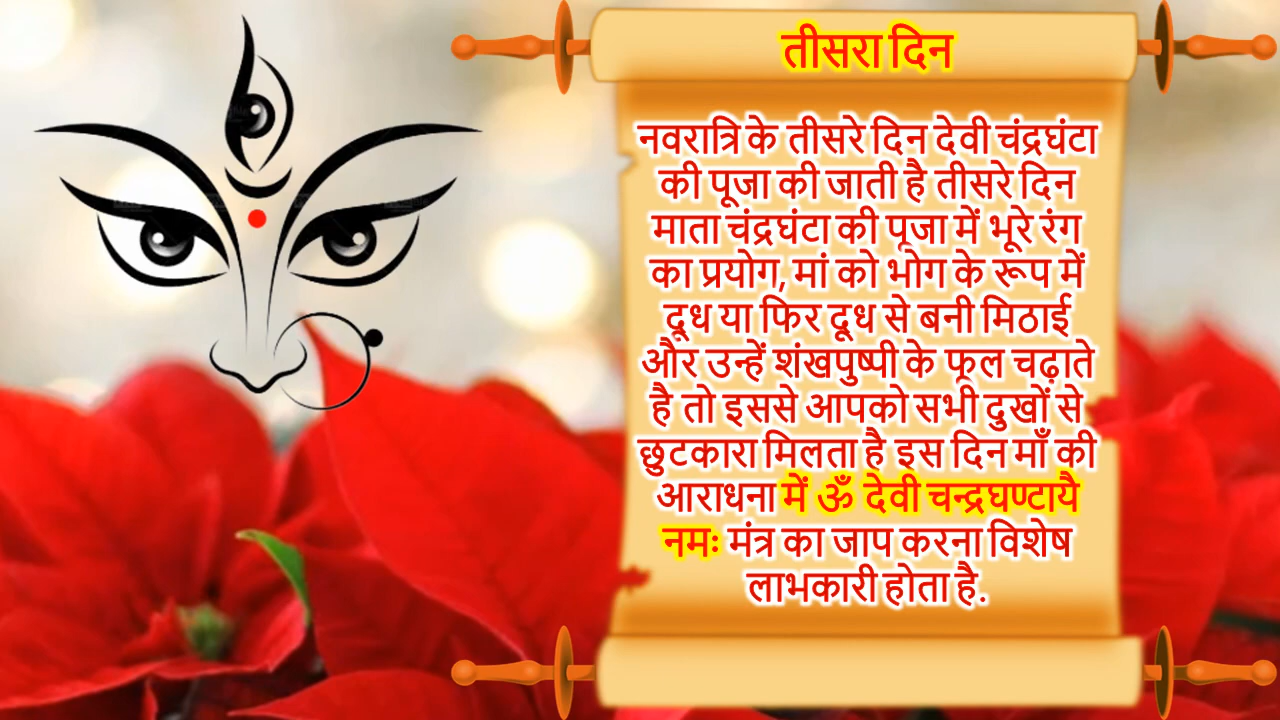 तीसरा दिन
नवरात्रि के तीसरे दिन देवी चंद्रघंटा
की पूजा की जाती है तीसरे दिन
माता चंद्रघंटा की पूजा में भूरे रंग
का प्रयोग, मां को भोग के रूप में
दूध या फिर दूध से बनी मिठाई
और उन्हें शंखपुष्पी के फूल चढ़ाते
है तो इससे आपको सभी दुखों से
छुटकारा मिलता है इस दिन माँ की
आराधना में ॐ देवी चन्द्रघण्टायै
नमः मंत्र का जाप करना विशेष
लाभकारी होता है.